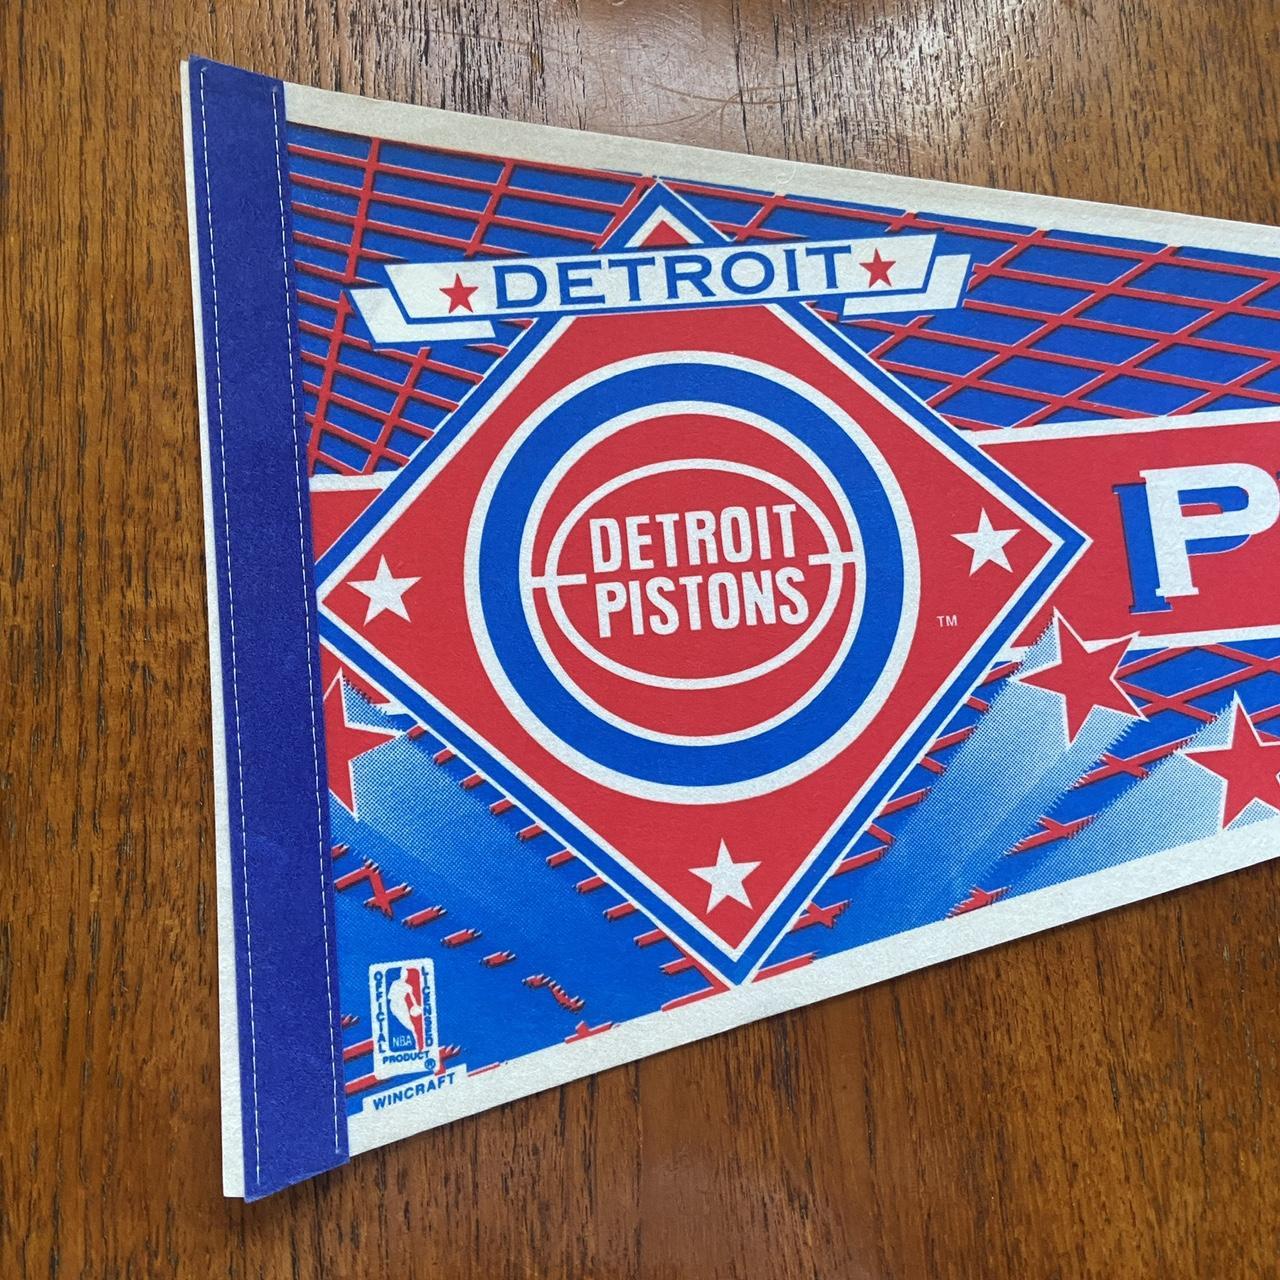 DETROIT
DETROIT
PISTONS
TM
P
OFFICIAL
LICENSED
NBA
PRODUCT
®
WINCRAFT